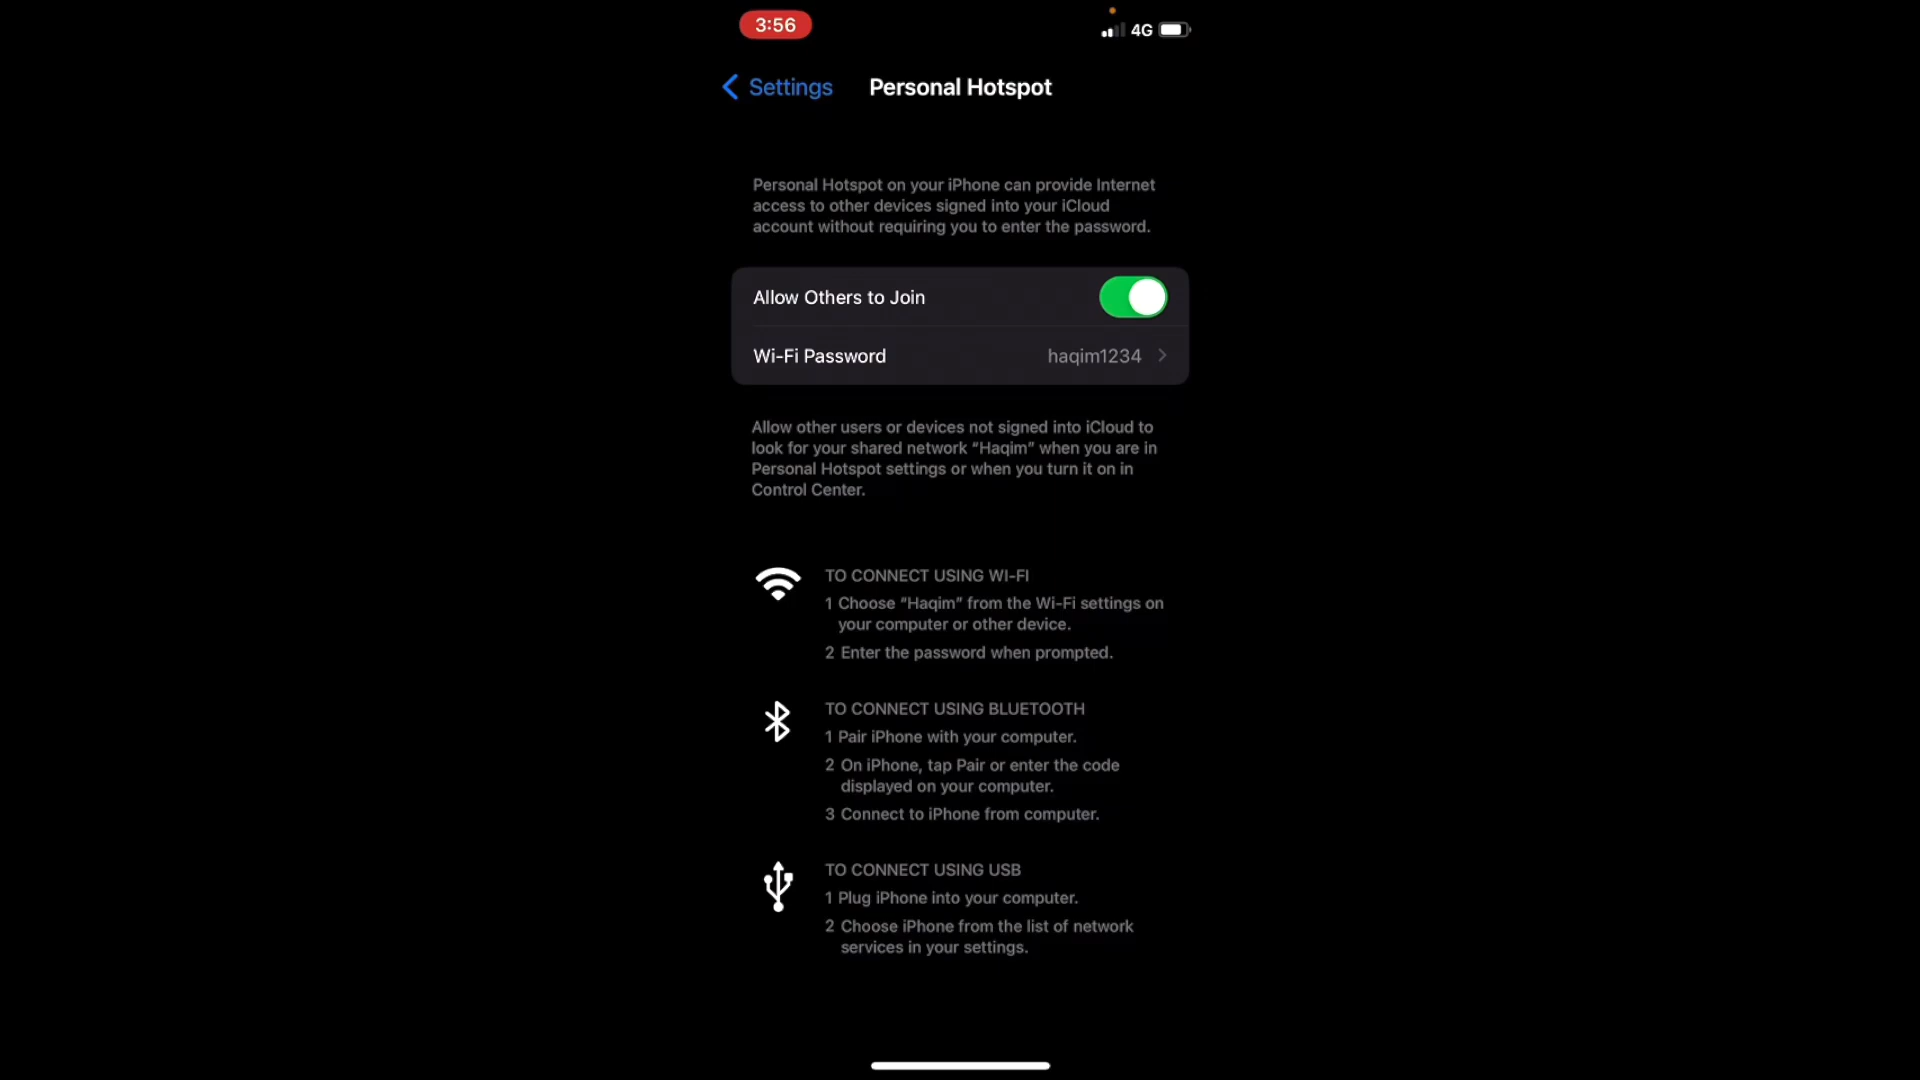 3:56
4G
Settings
Personal Hotspot
Personal Hotspot on your iPhone can provide Internet
access to other devices signed into your iCloud
account without requiring you to enter the password.
Allow Others to Join
Wi-Fi Password haqim1234
Allow other users or devices not signed into iCloud to
look for your shared network “Haqim” when you are in
Personal Hotspot settings or when you turn it on in
Control Center.
TO CONNECT USING WI-FI
1 Choose “Haqim” from the Wi-Fi settings on
your computer or other device.
2 Enter the password when prompted.
TO CONNECT USING BLUETOOTH
1 Pair iPhone with your computer.
2 On iPhone, tap Pair or enter the code
displayed on your computer.
3 Connect to iPhone from computer.
TO CONNECT USING USB
1 Plug iPhone into your computer.
2 Choose iPhone from the list of network
services in your settings.